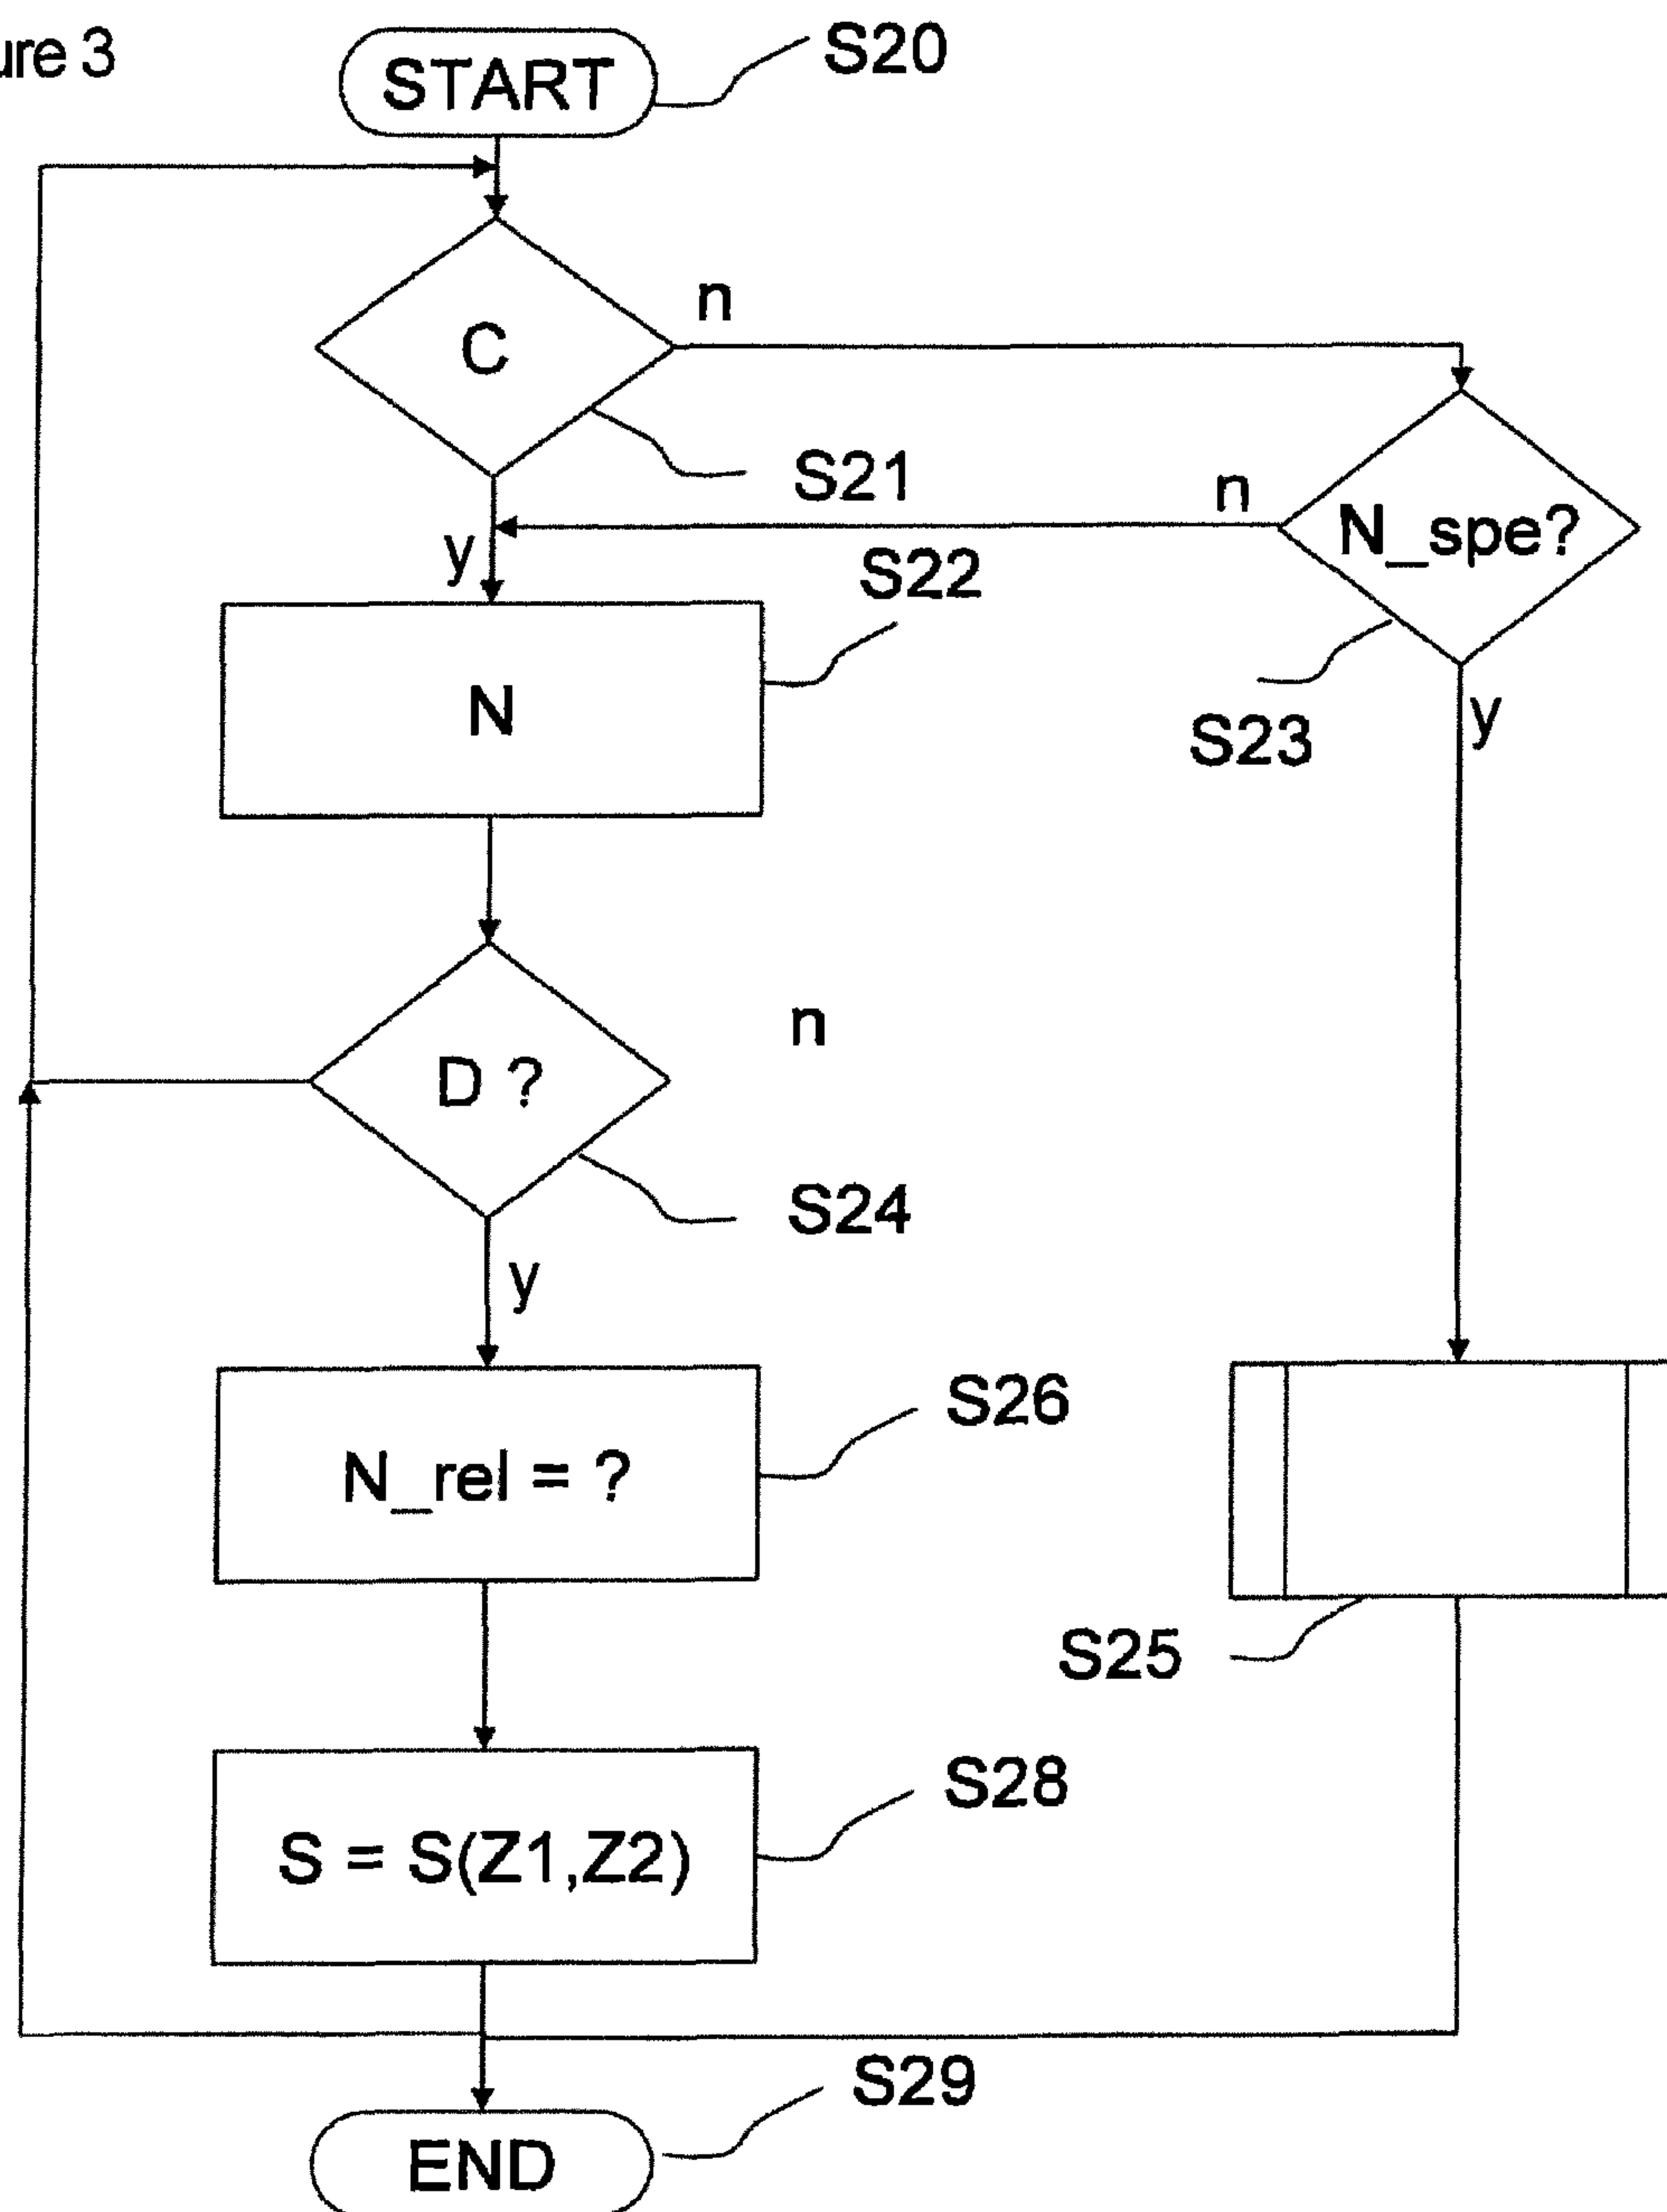 ure 3
START
S20
C
n
S21
n
N_spe?
y
S22
N
S23
y
n
D ?
S24
y
S26
N_rel = ?
S25
S28
S = S(Z1,Z2)
S29
END